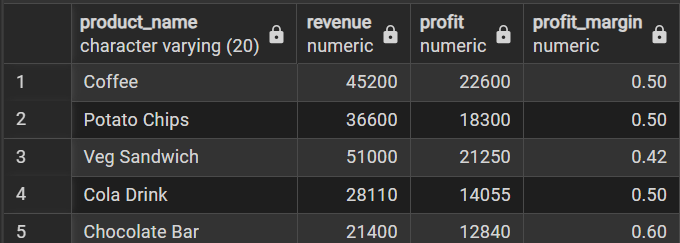 product_name revenue profit profit_margin
character varying (20) numeric numeric numeric
1 Coffee 45200 22600 0.50
2 Potato Chips 36600 18300 0.50
3 Veg Sandwich 51000 21250 0.42
4 Cola Drink 28110 14055 0.50
5 Chocolate Bar 21400 12840 0.60